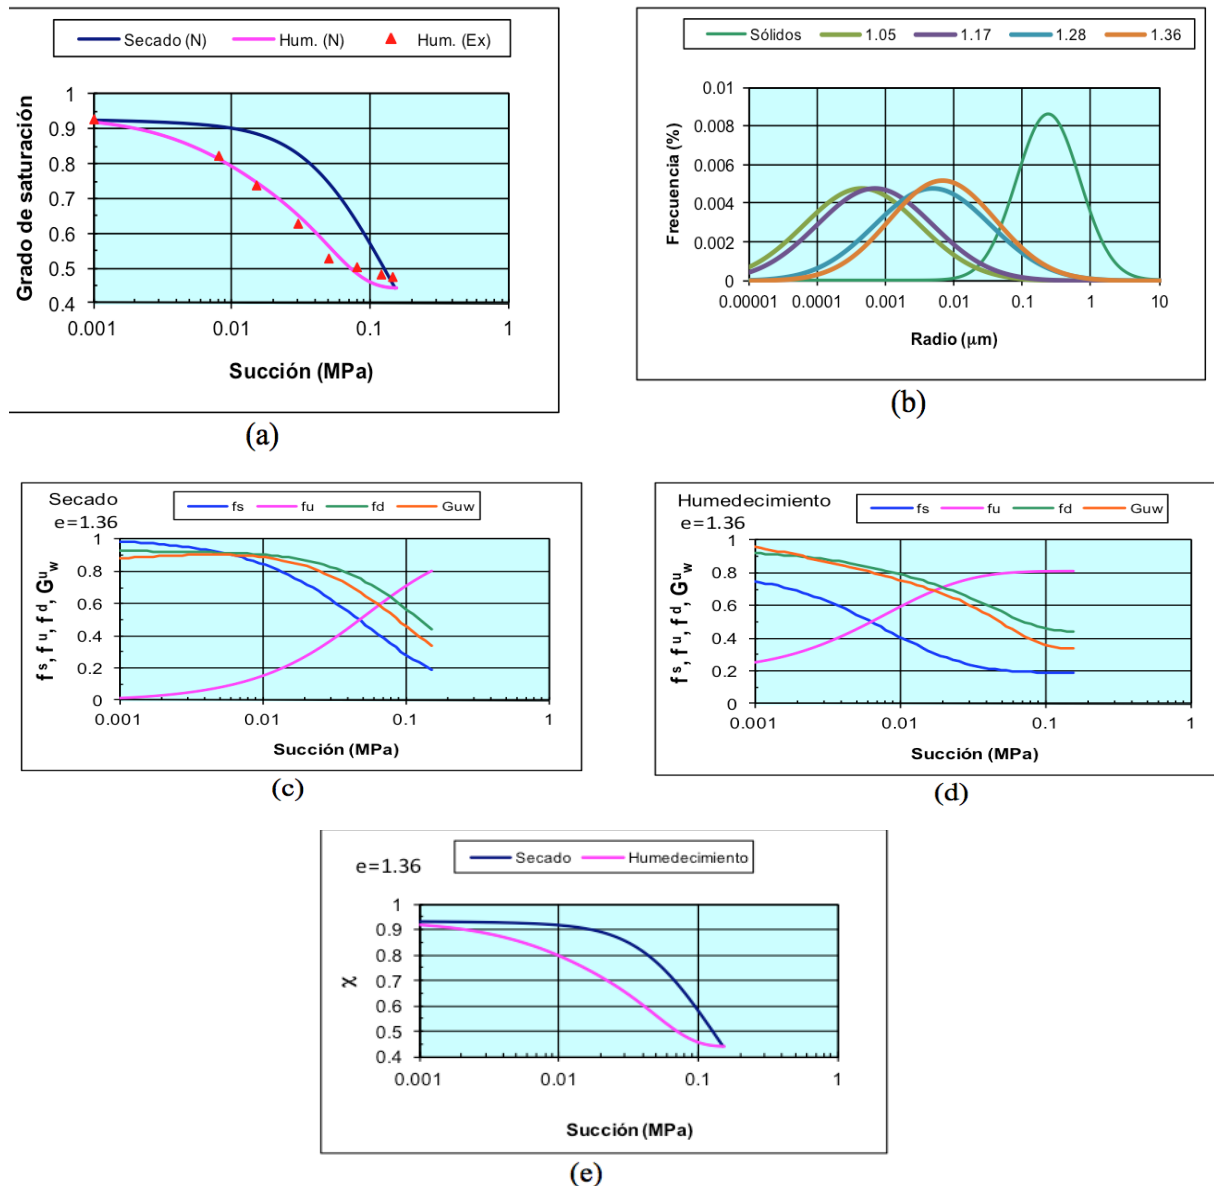 Secado (N) Hum. (N) Hum. (Ex)
Grado de saturación
1
0.9
0.8
0.7
0.6
0.5
0.4
0.001 0.01 0.1 1
Succión (MPa)
(a)
Sólidos 1.05 1.17 1.28 1.36
Frecuencia (%)
0.01
0.008
0.006
0.004
0.002
0
0.00001 0.0001 0.001 0.01 0.1 1 10
Radio (μm)
(b)
Secado
e=1.36
fs fu fd Guw
f s, f u, f d, Guw
1
0.8
0.6
0.4
0.2
0
0.001 0.01 0.1 1
Succión (MPa)
(c)
Humedecimiento
e=1.36
fs fu fd Guw
f s, f u, f d, Guw
1
0.8
0.6
0.4
0.2
0
0.001 0.01 0.1 1
Succión (MPa)
(d)
e=1.36
Secado Humedecimiento
χ
1
0.9
0.8
0.7
0.6
0.5
0.4
0.001 0.01 0.1 1
Succión (MPa)
(e)